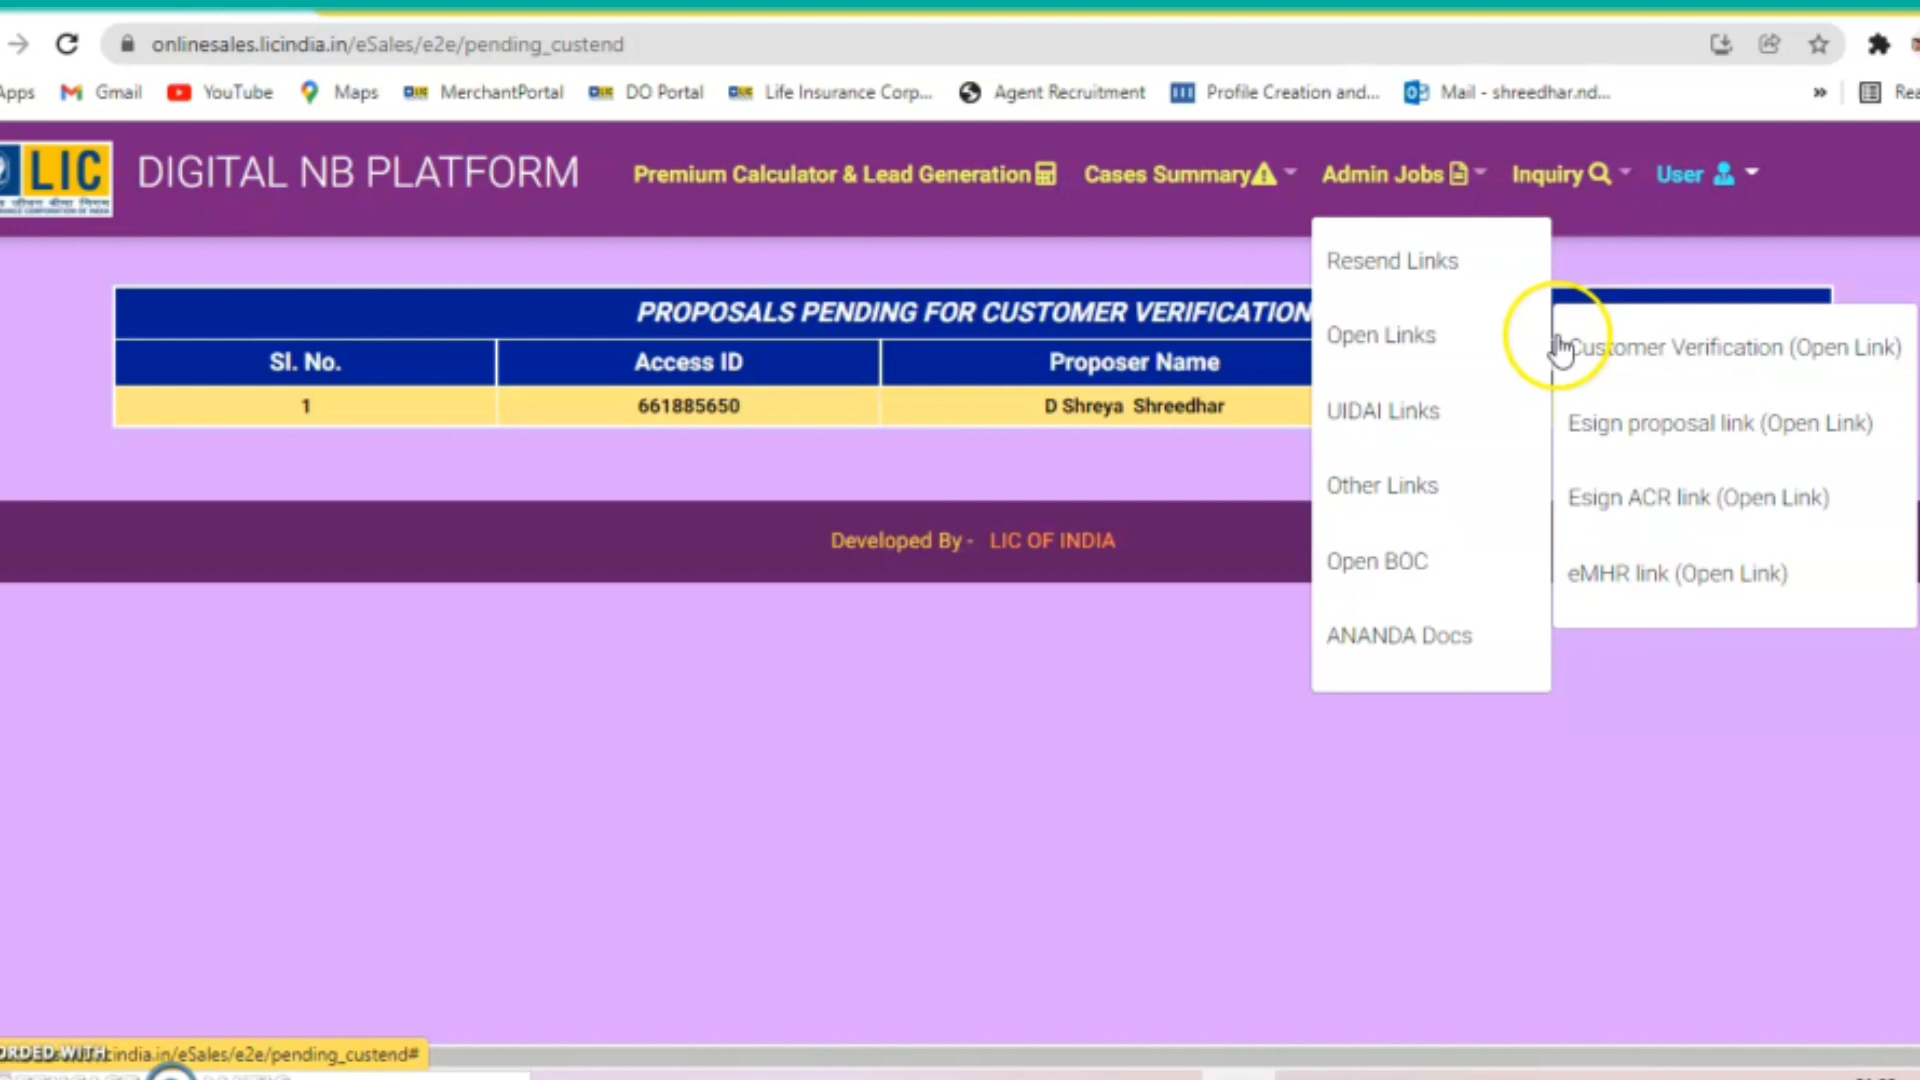 onlinesales.licindia.in/eSales/e2e/pending_custend
Apps Gmail YouTube Maps MerchantPortal DO Portal Life Insurance Corp... Agent Recruitment Profile Creation and... Mail - shreedhar.nd... » Rea
LIC DIGITAL NB PLATFORM Premium Calculator & Lead Generation Cases Summary Admin Jobs Inquiry User
Resend Links
Open Links
UIDAI Links
Other Links
Open BOC
ANANDA Docs
Customer Verification (Open Link)
Esign proposal link (Open Link)
Esign ACR link (Open Link)
eMHR link (Open Link)
PROPOSALS PENDING FOR CUSTOMER VERIFICATION
Sl. No. Access ID Proposer Name
1 661885650 D Shreya Shreedhar
Developed By - LIC OF INDIA
ORDED WITH cindia.in/eSales/e2e/pending_custend#